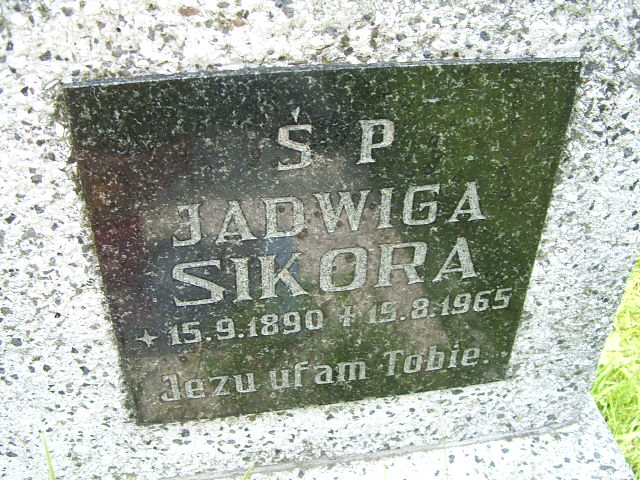 Ś P
JADWIGA
SIKORA
✦ 15.9.1890 ✝ 15.8.1965
Jezu ufam Tobie...